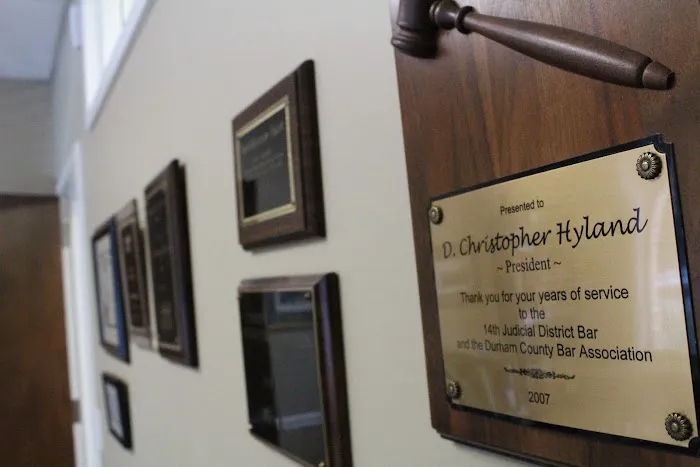 Presented to
D. Christopher Hyland
~ President ~
Thank you for your years of service
to the
14th Judicial District Bar
and the Durham County Bar Association
2007